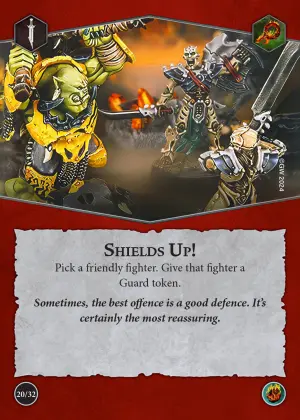 ©GW 2024
SHIELDS UP!
Pick a friendly fighter. Give that fighter a
Guard token.
Sometimes, the best offence is a good defence. It's
certainly the most reassuring.
20/32